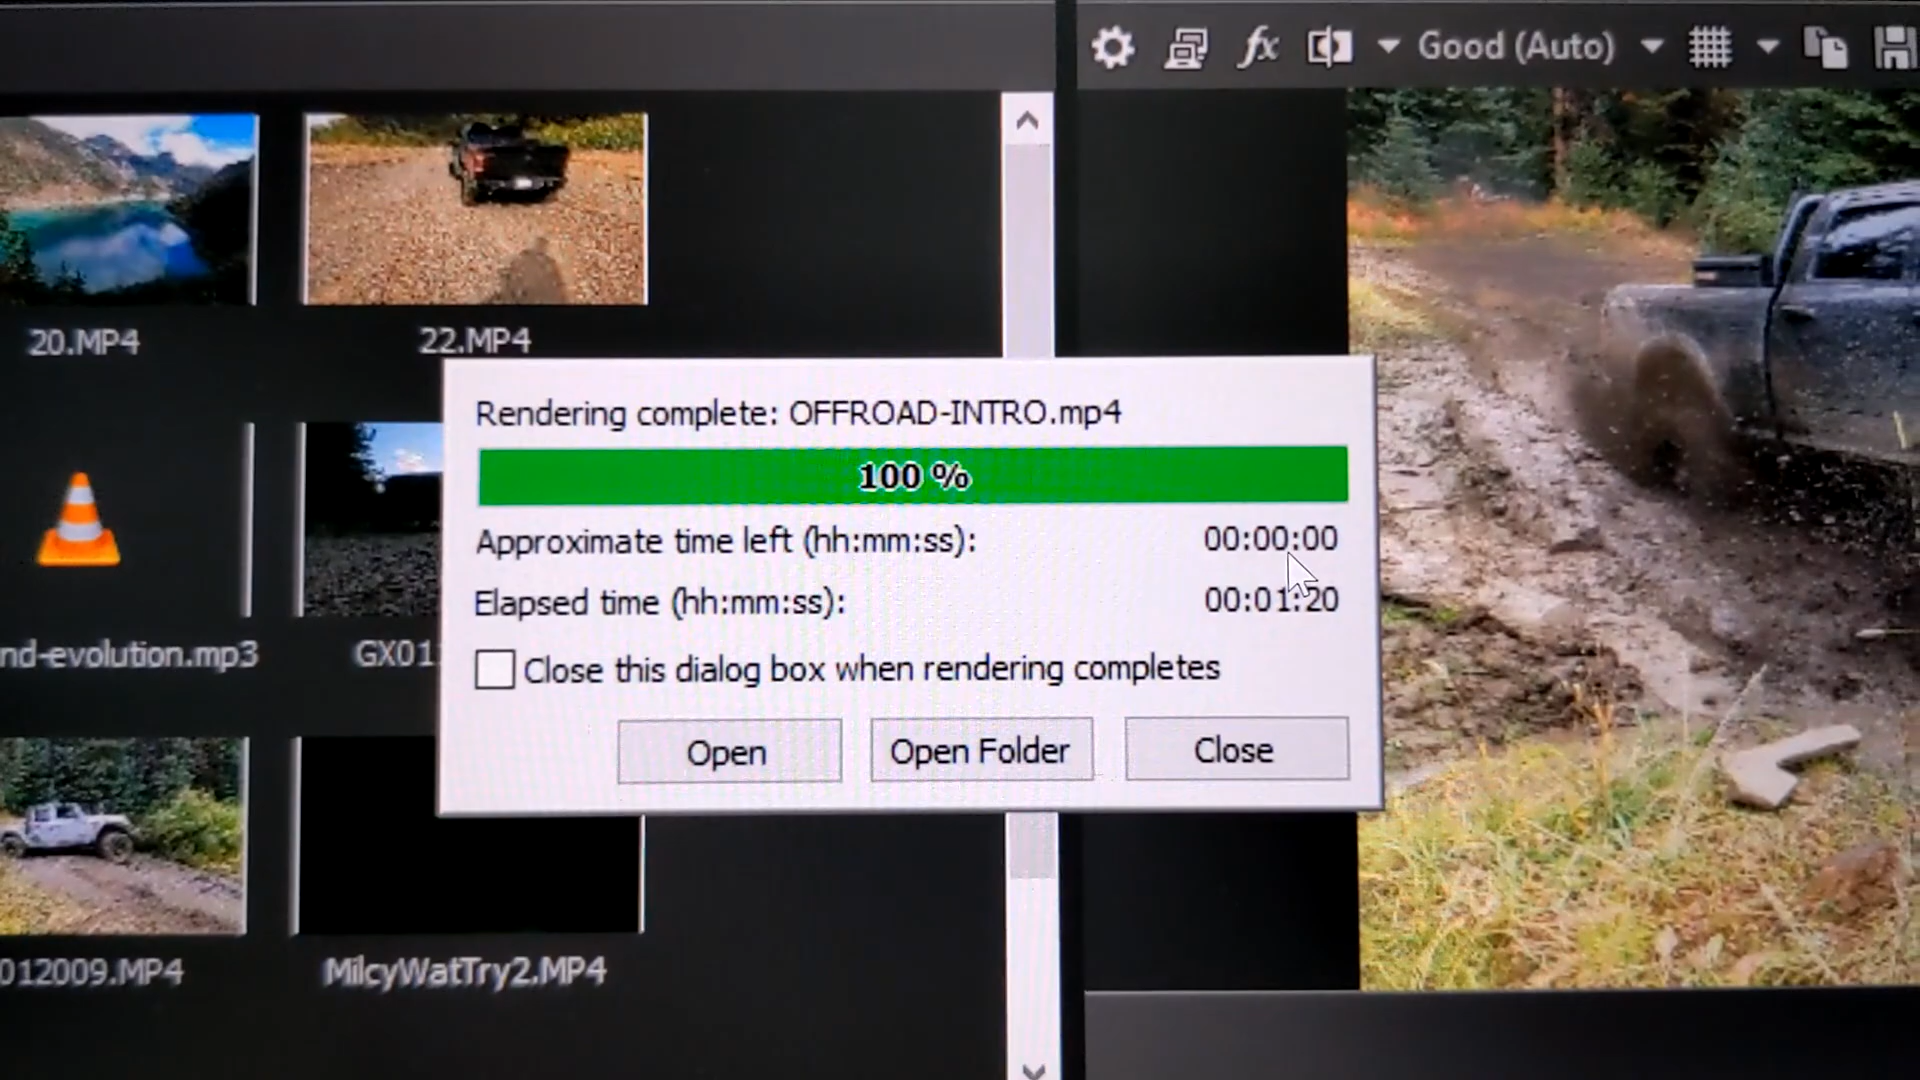 fx
Good (Auto)
20.MP4
22.MP4
Rendering complete: OFFROAD-INTRO.mp4
100 %
Approximate time left (hh:mm:ss): 00:00:00
Elapsed time (hh:mm:ss): 00:01:20
nd-evolution.mp3
GX01
Close this dialog box when rendering completes
Open
Open Folder
Close
012009.MP4
MilcyWatTry2.MP4